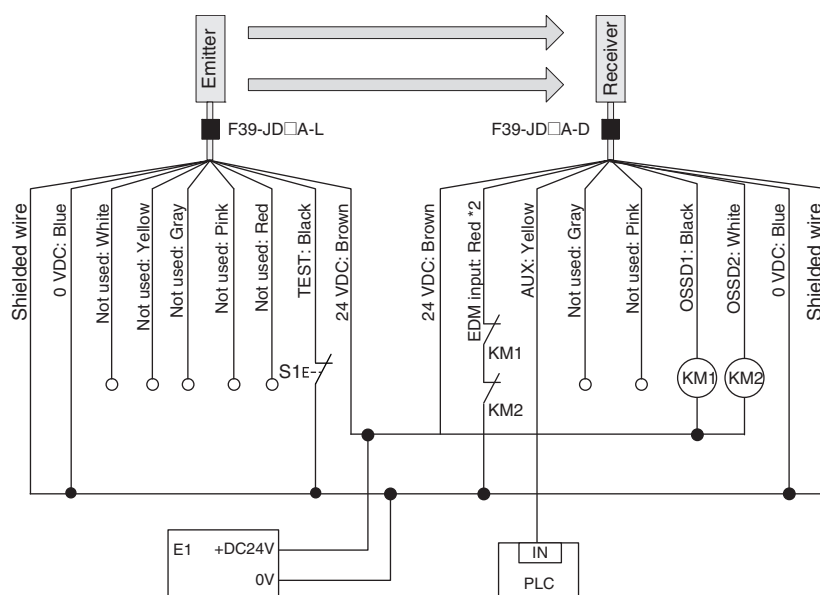 Emitter
Receiver
F39-JD□A-L
F39-JD□A-D
Shielded wire
0 VDC: Blue
Not used: White
Not used: Yellow
Not used: Gray
Not used: Pink
Not used: Red
TEST: Black
24 VDC: Brown
24 VDC: Brown
EDM input: Red *2
AUX: Yellow
Not used: Gray
Not used: Pink
OSSD1: Black
OSSD2: White
0 VDC: Blue
Shielded wire
S1
KM1
KM2
KM1
KM2
E1
+DC24V
0V
IN
PLC